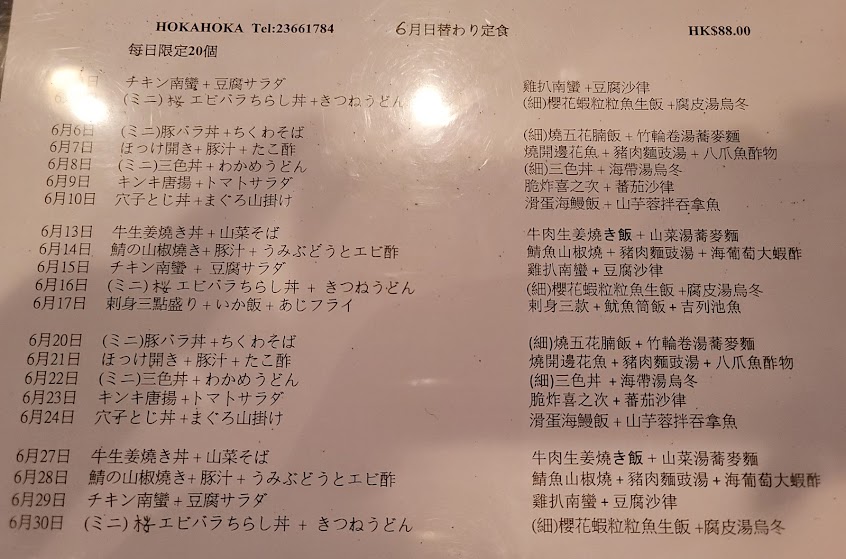 HOKAHOKA Tel:23661784 6月日替わり定食 HK$88.00
毎日限定20個
日 チキン南蠻 + 豆腐サラダ 雞扒南蠻 +豆腐沙律
(ミニ) 桜 エビバラちらし丼 +きつねうどん (細)櫻花蝦粒粒魚生飯 +腐皮湯烏冬
6月6日 (ミニ)豚バラ丼 +ちくわそば (細)燒五花腩飯 + 竹輪卷湯蕎麥麵
6月7日 ほっけ開き + 豚汁 + たこ酢 燒開邊花魚 + 豬肉麵豉湯 + 八爪魚酢物
6月8日 (ミニ)三色丼 + わかめうどん (細)三色丼 + 海帶湯烏冬
6月9日 キンキ唐揚 +トマトサラダ 脆炸喜之次 + 蕃茄沙律
6月10日 穴子とじ丼 +まぐろ山掛け 滑蛋海鰻飯 + 山芋蓉拌吞拿魚
6月13日 牛生姜燒き丼 + 山菜そば 牛肉生姜燒き飯 + 山菜湯蕎麥麵
6月14日 鯖の山椒燒き+ 豚汁 + うみぶどうとエビ酢 鯖魚山椒燒 + 豬肉麵豉湯 + 海葡萄大蝦酢
6月15日 チキン南蠻 + 豆腐サラダ 雞扒南蠻 + 豆腐沙律
6月16日 (ミニ) 桜 エビバラちらし丼 + きつねうどん (細)櫻花蝦粒粒魚生飯 +腐皮湯烏冬
6月17日 刺身三點盛り + いか飯 + あじフライ 刺身三款 + 魷魚筒飯 + 吉列池魚
6月20日 (ミニ)豚バラ丼 +ちくわそば (細)燒五花腩飯 + 竹輪卷湯蕎麥麵
6月21日 ほっけ開き + 豚汁 + たこ酢 燒開邊花魚 + 豬肉麵豉湯 + 八爪魚酢物
6月22日 (ミニ)三色丼 + わかめうどん (細)三色丼 + 海帶湯烏冬
6月23日 キンキ唐揚 +トマトサラダ 脆炸喜之次 + 蕃茄沙律
6月24日 穴子とじ丼 +まぐろ山掛け 滑蛋海鰻飯 + 山芋蓉拌吞拿魚
6月27日 牛生姜燒き丼 + 山菜そば 牛肉生姜燒き飯 + 山菜湯蕎麥麵
6月28日 鯖の山椒燒き+ 豚汁 + うみぶどうとエビ酢 鯖魚山椒燒 + 豬肉麵豉湯 + 海葡萄大蝦酢
6月29日 チキン南蠻 + 豆腐サラダ 雞扒南蠻 + 豆腐沙律
6月30日 (ミニ) 桜 エビバラちらし丼 + きつねうどん (細)櫻花蝦粒粒魚生飯 +腐皮湯烏冬